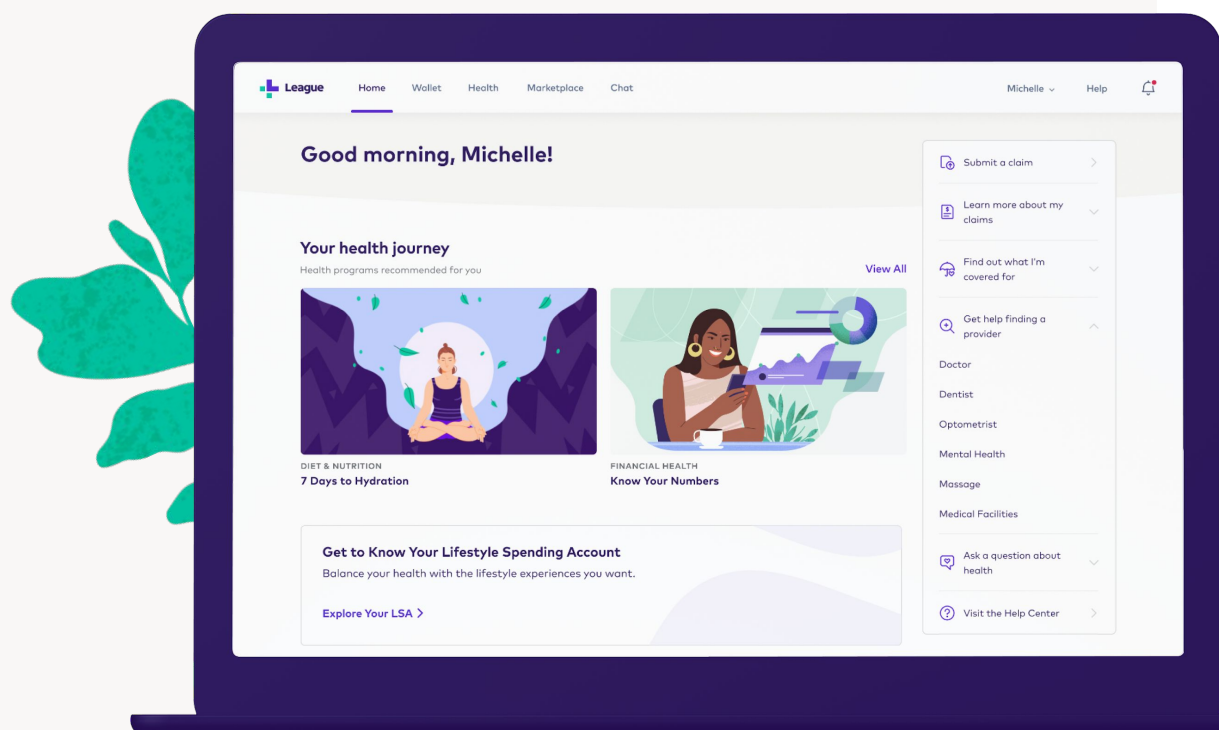 League
Home
Wallet
Health
Marketplace
Chat
Michelle
Help
Good morning, Michelle!
Your health journey
Health programs recommended for you
View All
DIET & NUTRITION
7 Days to Hydration
FINANCIAL HEALTH
Know Your Numbers
Get to Know Your Lifestyle Spending Account
Balance your health with the lifestyle experiences you want.
Explore Your LSA
Submit a claim
Learn more about my
claims
Find out what I'm
covered for
Get help finding a
provider
Doctor
Dentist
Optometrist
Mental Health
Massage
Medical Facilities
Ask a question about
health
Visit the Help Center